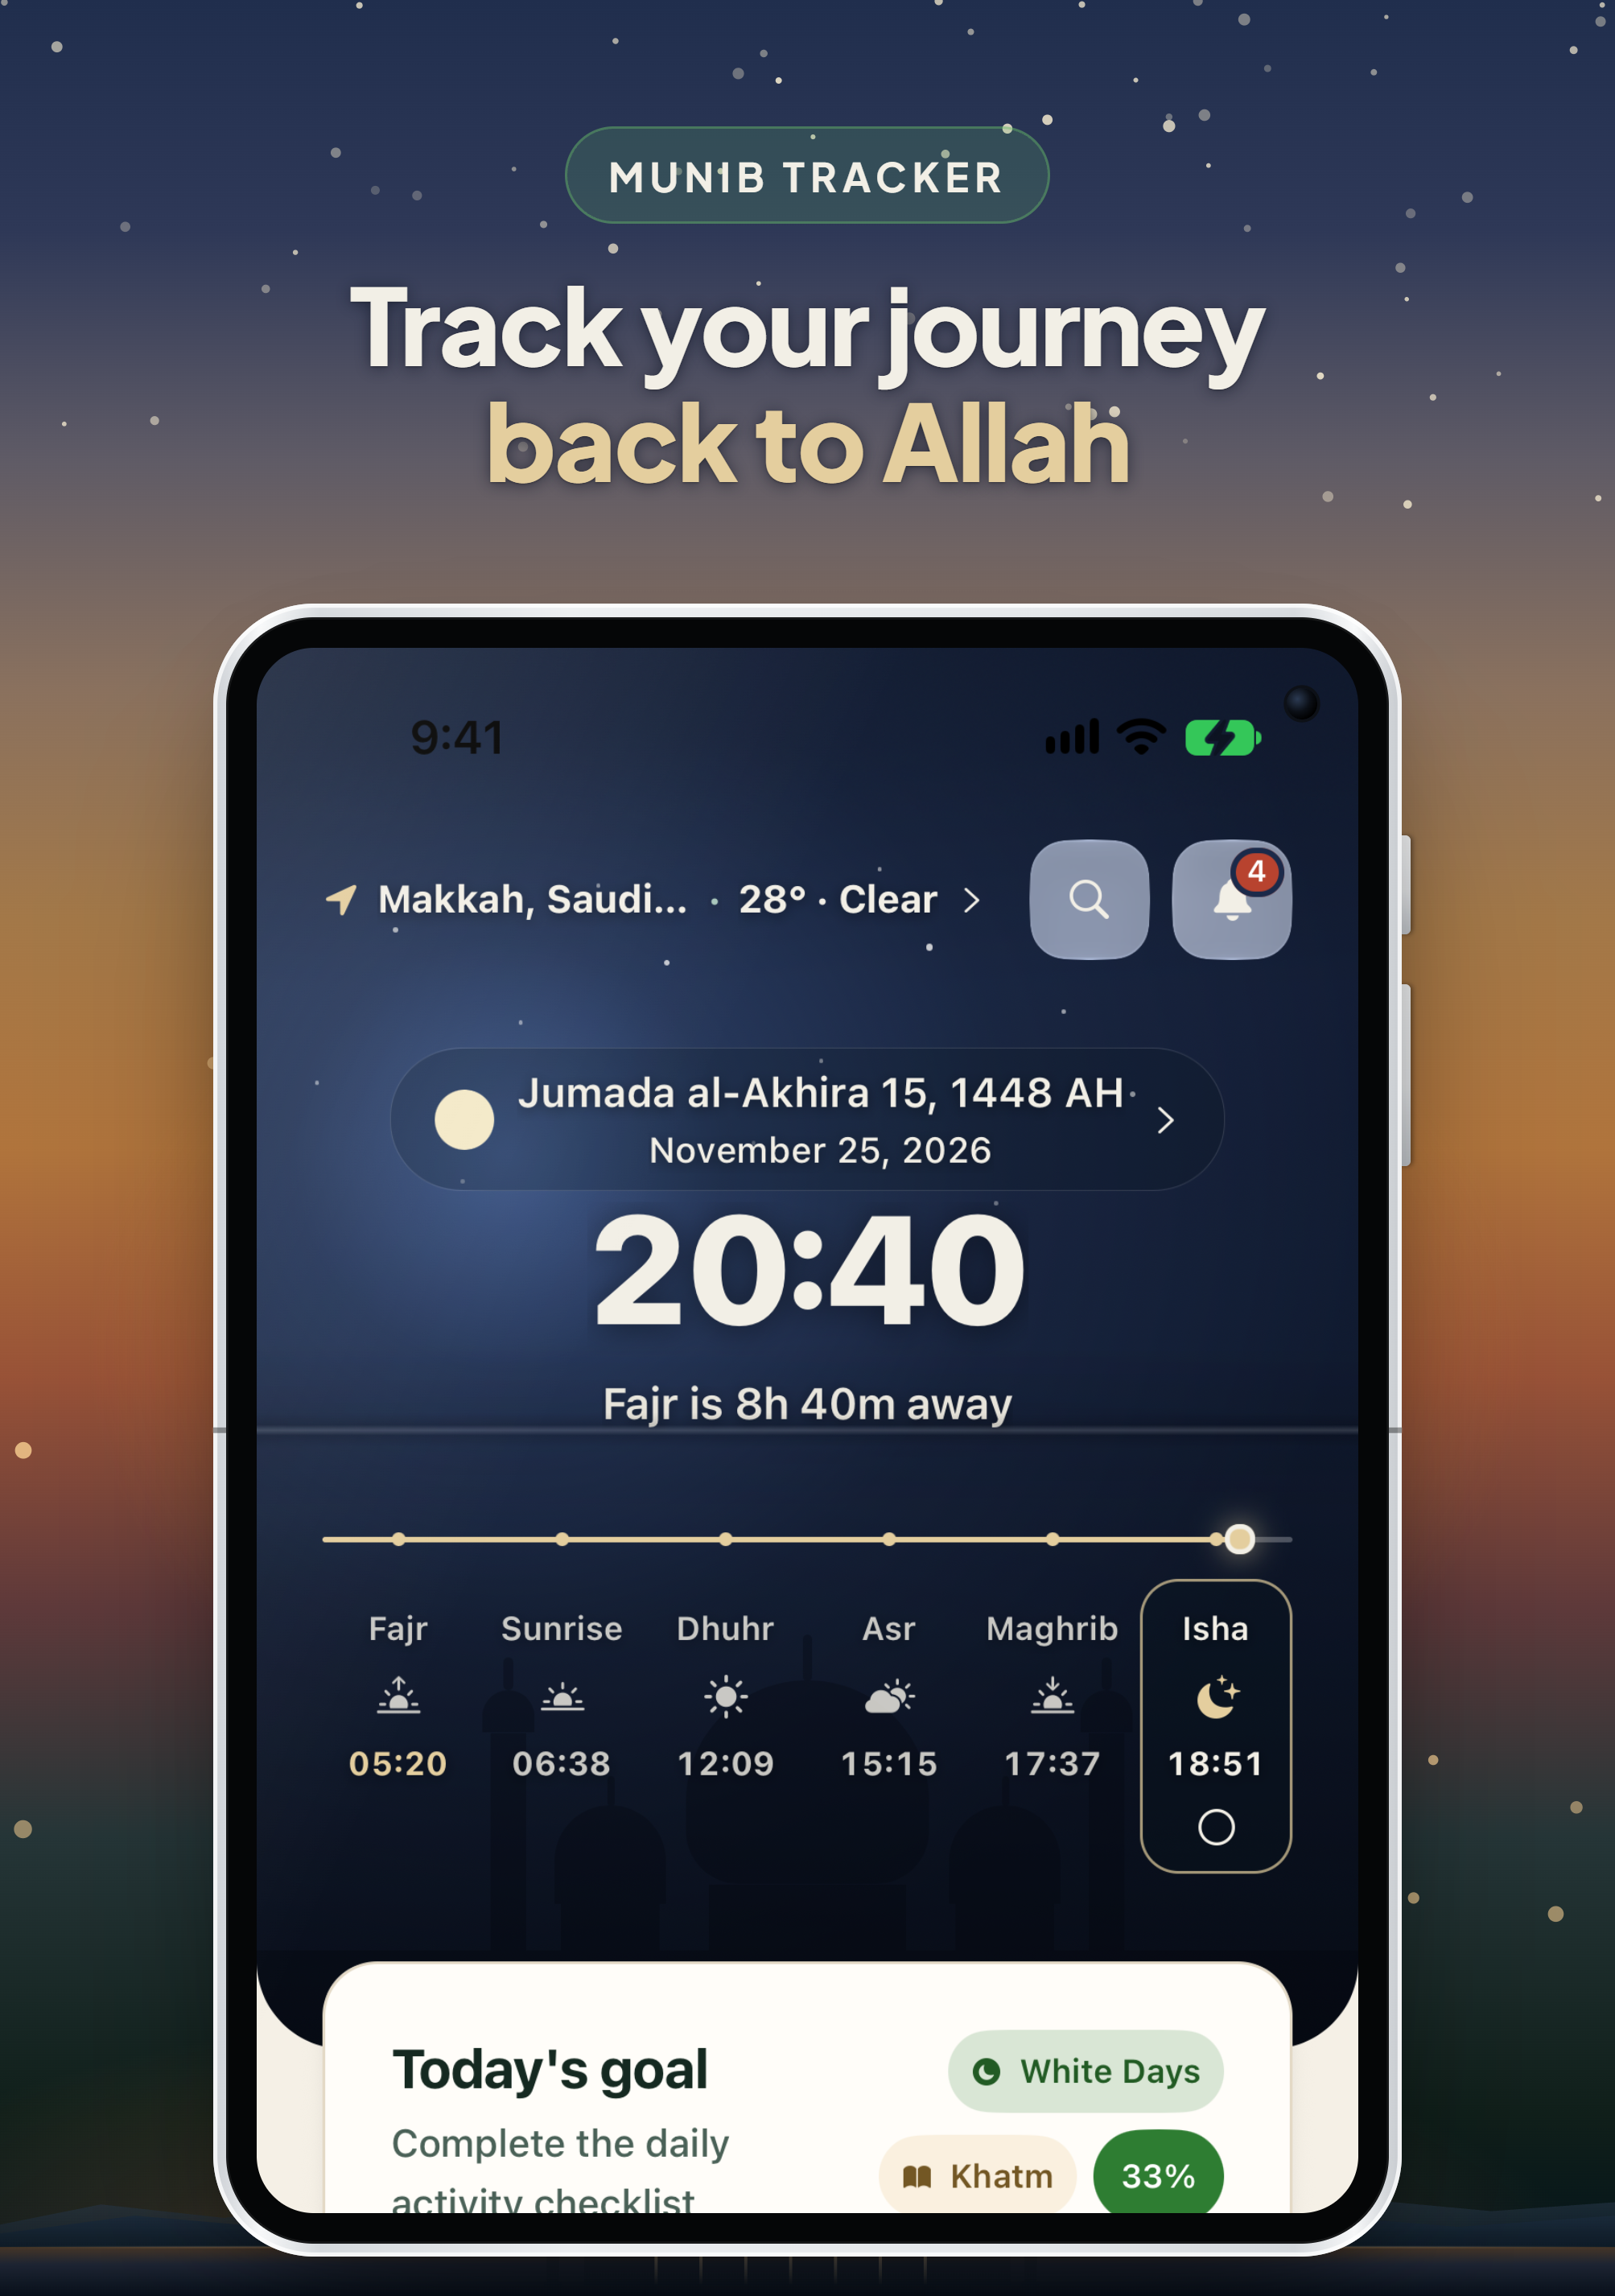 MUNIB TRACKER
Track your journey
back to Allah
9:41
Makkah, Saudi... · 28° · Clear
4
Jumada al-Akhira 15, 1448 AH
November 25, 2026
20:40
Fajr is 8h 40m away
Fajr Sunrise Dhuhr Asr Maghrib Isha
05:20 06:38 12:09 15:15 17:37 18:51
Today's goal
White Days
Complete the daily
Khatm 33%
activity checklist